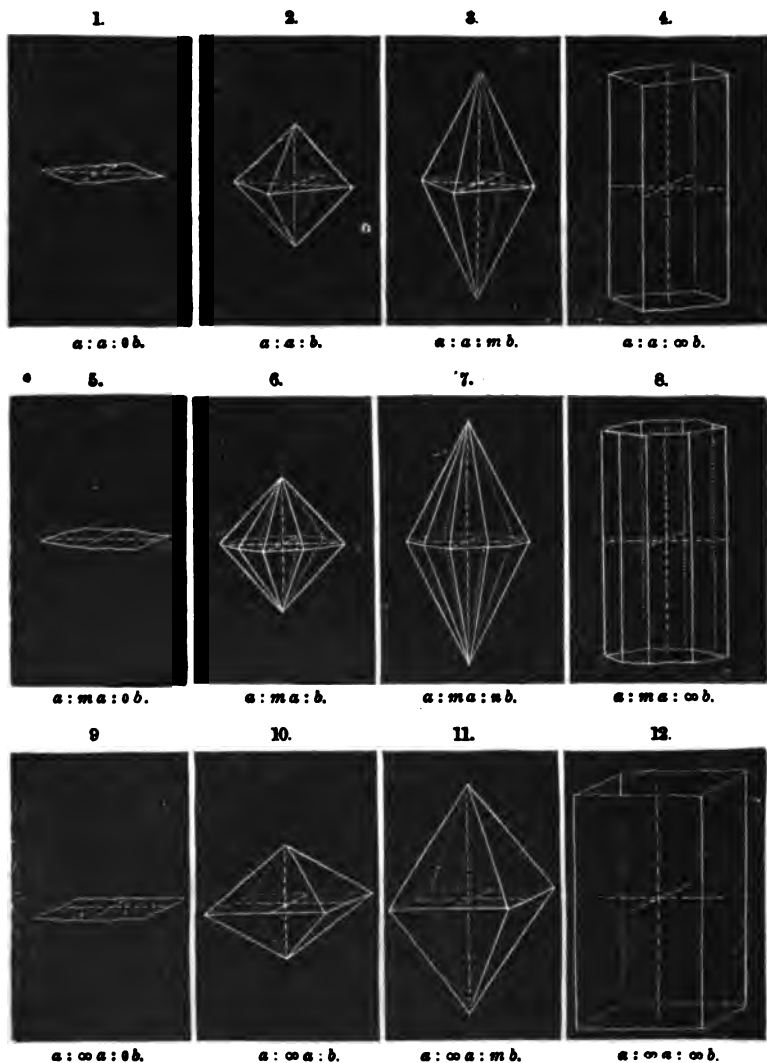 1. 2. 3. 4.
a : a : 0 b. a : a : b. a : a : m b. a : a : ∞ b.
5. 6. 7. 8.
a : m a : 0 b. a : m a : b. a : m a : n b. a : m a : ∞ b.
9 10. 11. 12.
a : ∞ a : 0 b. a : ∞ a : b. a : ∞ a : m b. a : ∞ a : ∞ b.